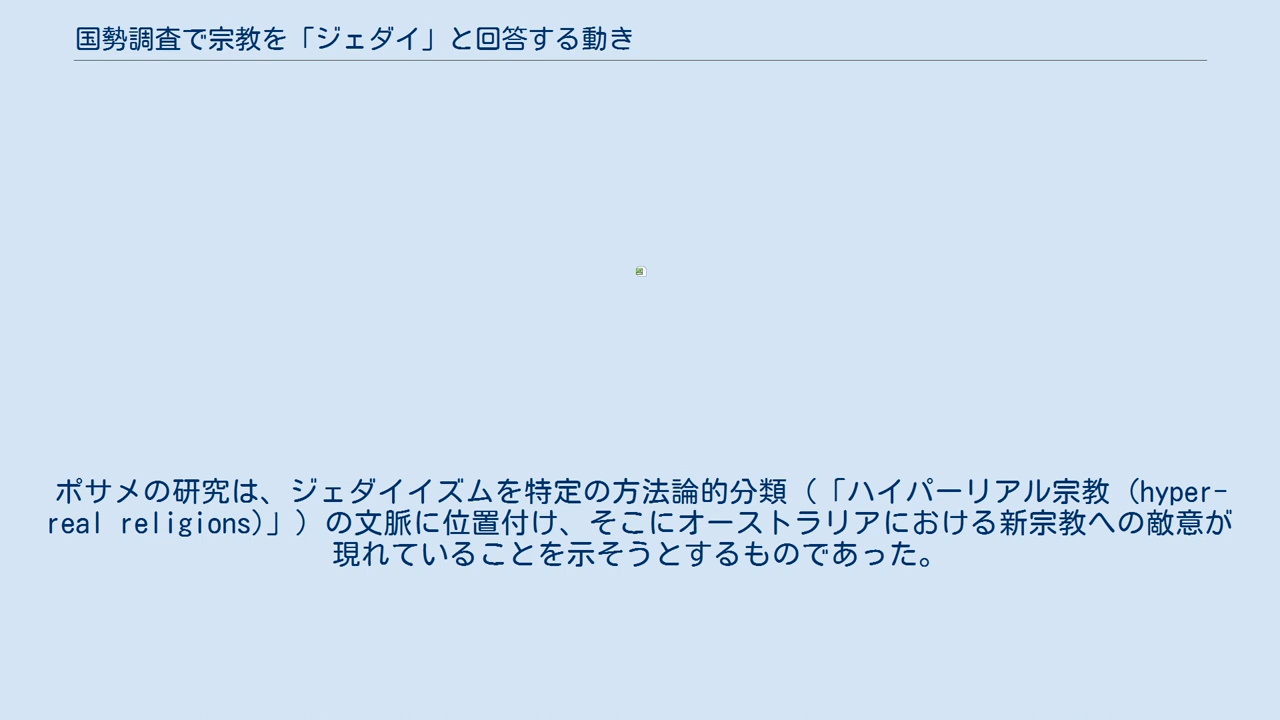 国勢調査で宗教を「ジェダイ」と回答する動き
ポサメの研究は、ジェダイイズムを特定の方法論的分類（「ハイパーリアル宗教（hyper-
real religions)」）の文脈に位置付け、そこにオーストラリアにおける新宗教への敵意が
現れていることを示そうとするものであった。